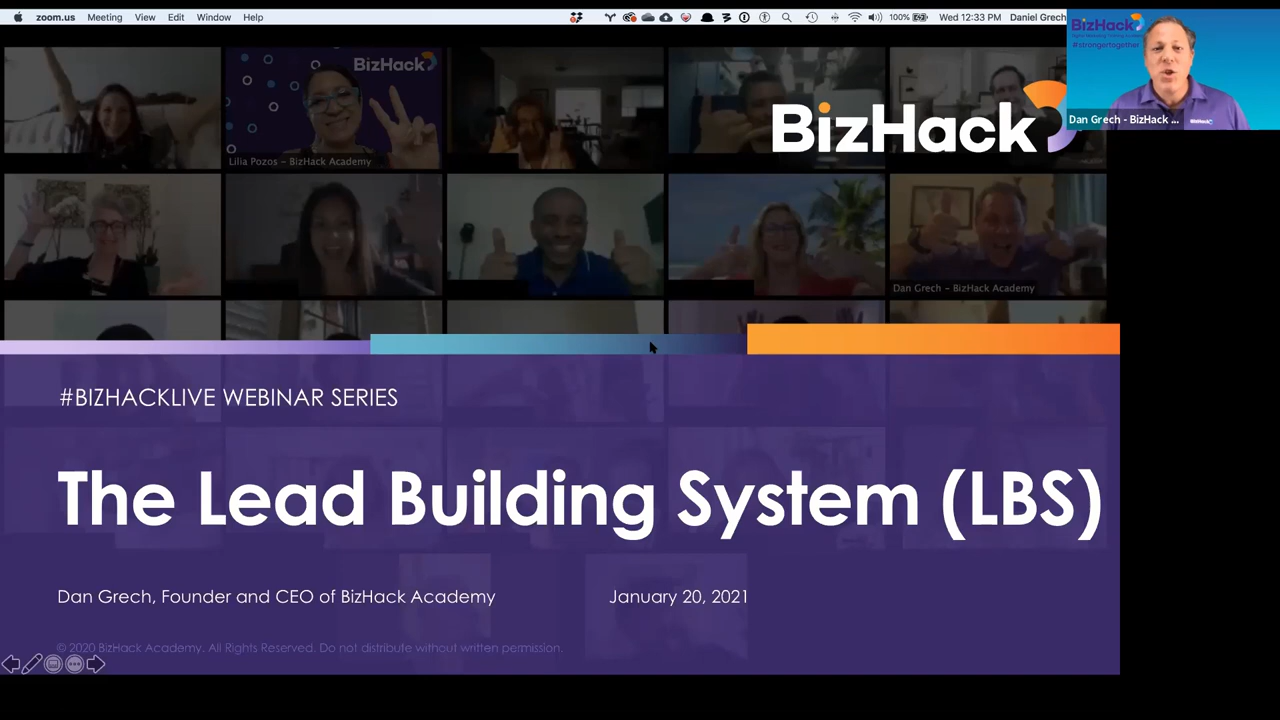 zoom.us Meeting View Edit Window Help 100% Wed 12:33 PM Daniel Grech
BizHack
#strongertogether
Dan Grech - BizHack ...
BizHack
Lilia Pozos - BizHack Academy
BizHack
Dan Grech - BizHack Academy
#BIZHACKLIVE WEBINAR SERIES
The Lead Building System (LBS)
Dan Grech, Founder and CEO of BizHack Academy
January 20, 2021
© 2020 BizHack Academy. All Rights Reserved. Do not distribute without written permission.